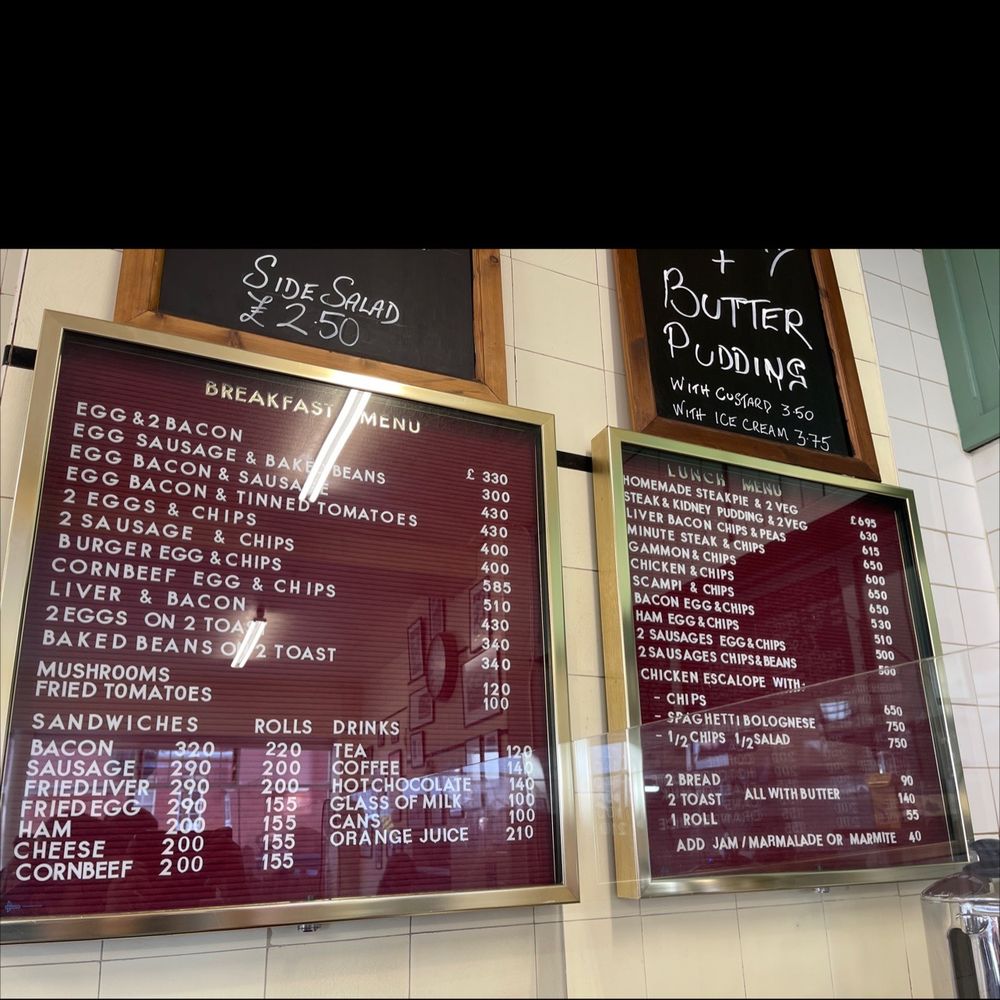 SIDE SALAD
£2.50
+
BUTTER
PUDDING
WITH CUSTARD 3.50
WITH ICE CREAM 3.75
BREAKFAST MENU
EGG & 2 BACON £ 330
EGG SAUSAGE & BAKED BEANS 300
EGG BACON & SAUSAGE 430
EGG BACON & TINNED TOMATOES 430
2 EGGS & CHIPS 400
2 SAUSAGE & CHIPS 400
BURGER EGG & CHIPS 585
CORNBEEF EGG & CHIPS 510
LIVER & BACON 430
2 EGGS ON 2 TOAST 340
BAKED BEANS ON 2 TOAST 340
MUSHROOMS 120
FRIED TOMATOES 100
SANDWICHES ROLLS DRINKS
BACON 320 220 TEA 120
SAUSAGE 290 200 COFFEE 140
FRIED LIVER 290 200 HOT CHOCOLATE 140
FRIED EGG 290 155 GLASS OF MILK 100
HAM 200 155 CANS 100
CHEESE 200 155 ORANGE JUICE 210
CORNBEEF 200 155
LUNCH MENU
HOMEMADE STEAKPIE & 2 VEG £695
STEAK & KIDNEY PUDDING & 2 VEG 630
LIVER BACON CHIPS & PEAS 615
MINUTE STEAK & CHIPS 650
GAMMON & CHIPS 600
CHICKEN & CHIPS 650
SCAMPI & CHIPS 650
BACON EGG & CHIPS 530
HAM EGG & CHIPS 510
2 SAUSAGES EGG & CHIPS 500
2 SAUSAGES CHIPS & BEANS 500
CHICKEN ESCALOPE WITH:
- CHIPS 650
- SPAGHETTI BOLOGNESE 750
- 1/2 CHIPS 1/2 SALAD 750
2 BREAD 90
2 TOAST ALL WITH BUTTER 140
1 ROLL 55
ADD JAM / MARMALADE OR MARMITE 40